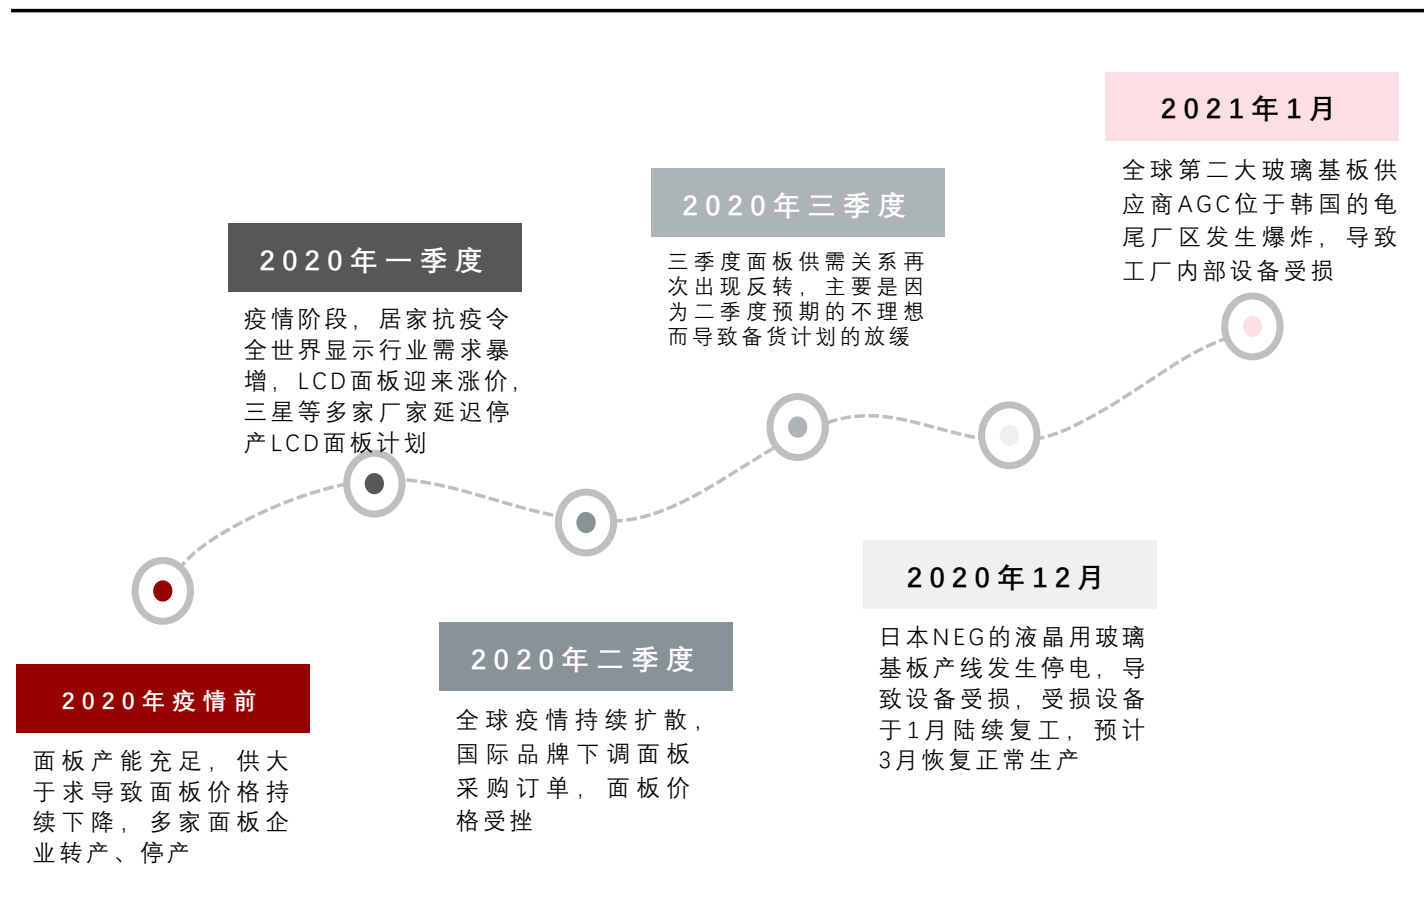 2020年疫情前
面板产能充足，供大
于求导致面板价格持
续下降，多家面板企
业转产、停产
2020年一季度
疫情阶段，居家抗疫令
全世界显示行业需求暴
增，LCD面板迎来涨价，
三星等多家厂家延迟停
产LCD面板计划
2020年二季度
全球疫情持续扩散，
国际品牌下调面板
采购订单，面板价
格受挫
2020年三季度
三季度面板供需关系再
次出现反转，主要是因
为二季度预期的不理想
而导致备货计划的放缓
2020年12月
日本NEG的液晶用玻璃
基板产线发生停电，导
致设备受损，受损设备
于1月陆续复工，预计
3月恢复正常生产
2021年1月
全球第二大玻璃基板供
应商AGC位于韩国的龟
尾厂区发生爆炸，导致
工厂内部设备受损